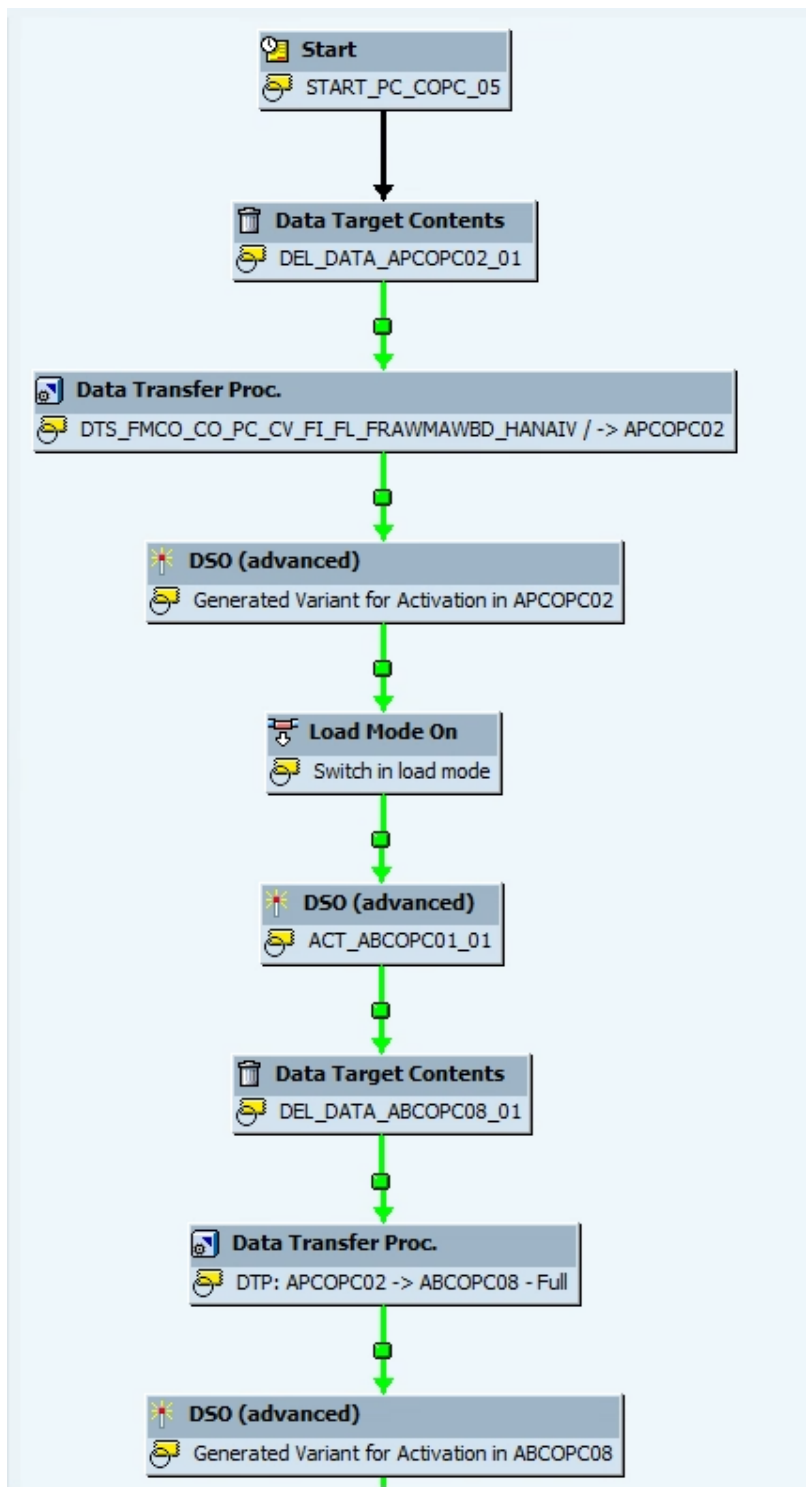 Start
START_PC_COPC_05
Data Target Contents
DEL_DATA_APCOPC02_01
Data Transfer Proc.
DTS_FMCO_CO_PC_CV_FI_FL_FRAWMAWBD_HANAIV / -> APCOPC02
DSO (advanced)
Generated Variant for Activation in APCOPC02
Load Mode On
Switch in load mode
DSO (advanced)
ACT_ABCOPC01_01
Data Target Contents
DEL_DATA_ABCOPC08_01
Data Transfer Proc.
DTP: APCOPC02 -> ABCOPC08 - Full
DSO (advanced)
Generated Variant for Activation in ABCOPC08